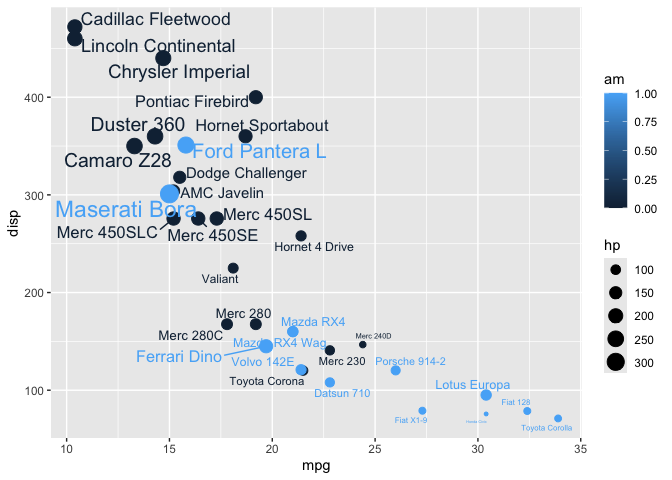 Cadillac Fleetwood
Lincoln Continental
Chrysler Imperial
Pontiac Firebird
Duster 360
Hornet Sportabout
Ford Pantera L
Camaro Z28
Dodge Challenger
AMC Javelin
Maserati Bora
Merc 450SL
Merc 450SLC
Merc 450SE
Hornet 4 Drive
Valiant
Merc 280
Mazda RX4
Merc 280C
Mazda RX4 Wag
Merc 240D
Ferrari Dino
Volvo 142E
Merc 230
Porsche 914-2
Toyota Corona
Datsun 710
Lotus Europa
Fiat 128
Fiat X1-9
Toyota Corolla
400
300
200
100
disp
10
15
20
25
30
35
mpg
am
1.00
0.75
0.50
0.25
0.00
hp
100
150
200
250
300